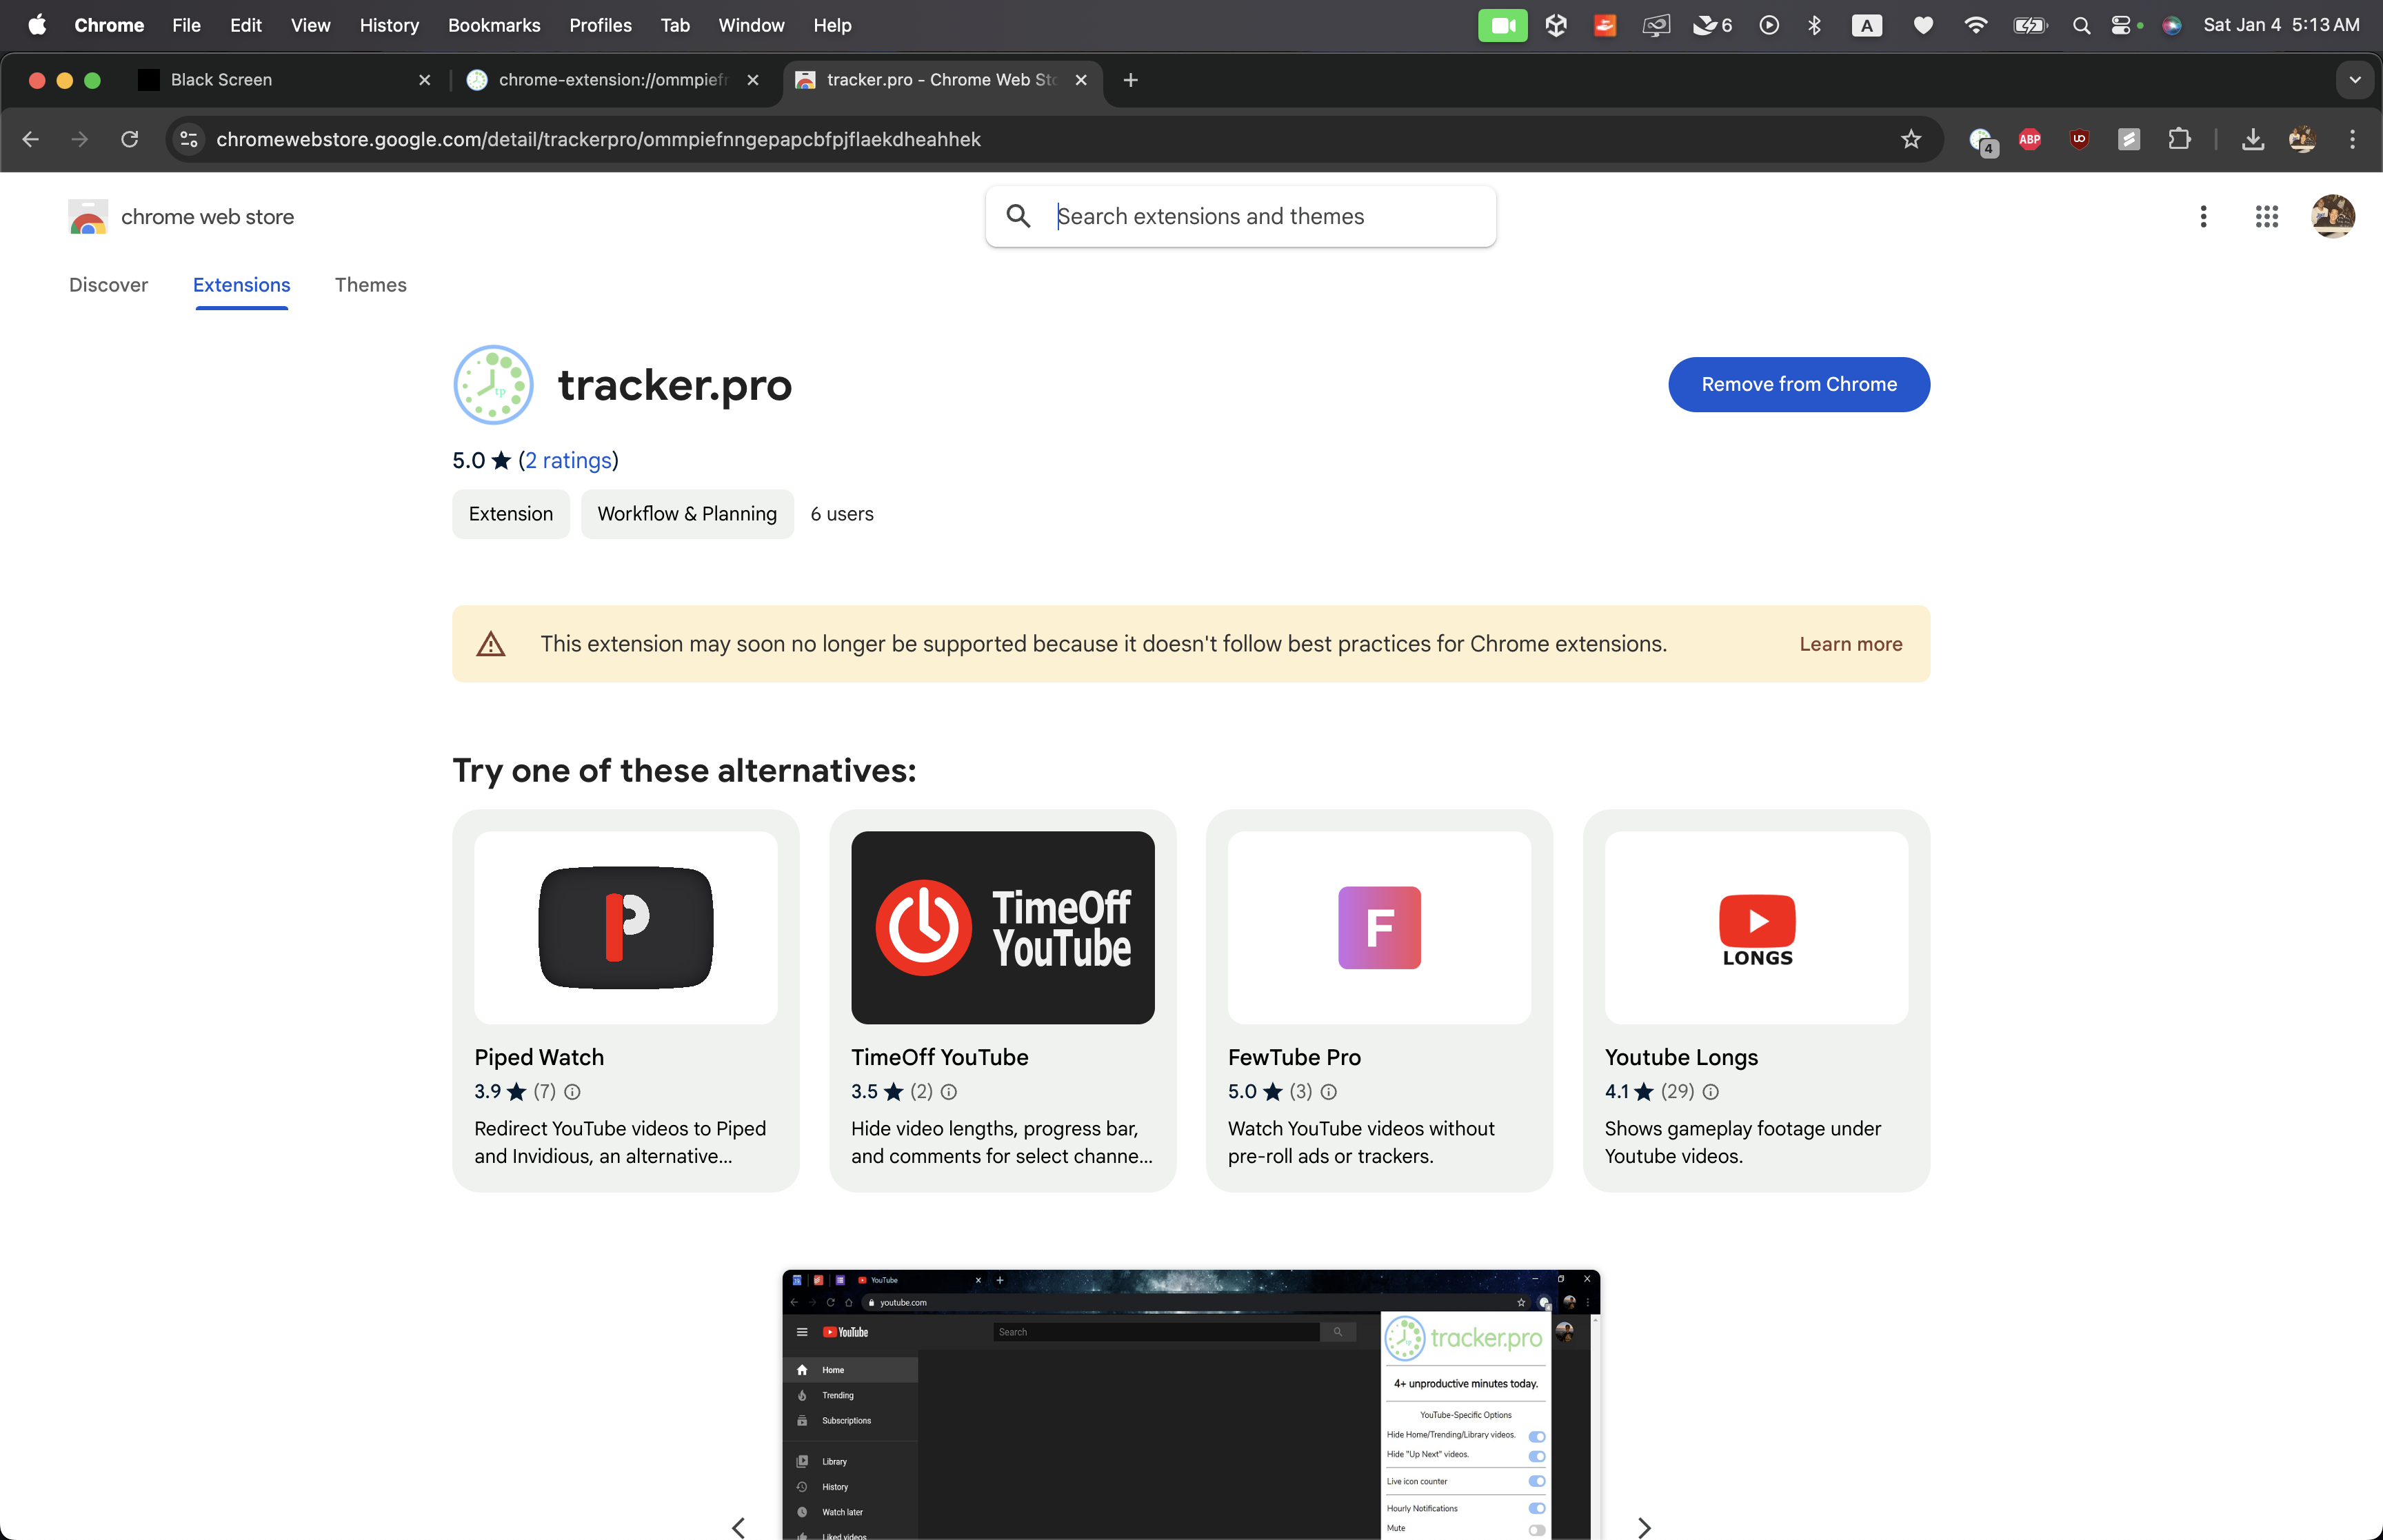 Chrome File Edit View History Bookmarks Profiles Tab Window Help 6 A Sat Jan 4 5:13 AM
Black Screen chrome-extension://ommpiefn tracker.pro - Chrome Web Sto
chromewebstore.google.com/detail/trackerpro/ommpiefnngepapcbfpjflaekdheahhek 4 ABP UD
chrome web store Search extensions and themes
Discover Extensions Themes
tp tracker.pro Remove from Chrome
5.0 ★ (2 ratings)
Extension Workflow & Planning 6 users
This extension may soon no longer be supported because it doesn't follow best practices for Chrome extensions. Learn more
Try one of these alternatives:
P
TimeOff
YouTube
F
LONGS
Piped Watch
3.9 ★ (7)
Redirect YouTube videos to Piped
and Invidious, an alternative...
TimeOff YouTube
3.5 ★ (2)
Hide video lengths, progress bar,
and comments for select channe...
FewTube Pro
5.0 ★ (3)
Watch YouTube videos without
pre-roll ads or trackers.
Youtube Longs
4.1 ★ (29)
Shows gameplay footage under
Youtube videos.
YouTube
youtube.com
YouTube Search
Home
Trending
Subscriptions
Library
History
Watch later
Liked videos
tracker.pro
4+ unproductive minutes today.
YouTube-Specific Options
Hide Home/Trending/Library videos.
Hide "Up Next" videos.
Live icon counter
Hourly Notifications
Mute